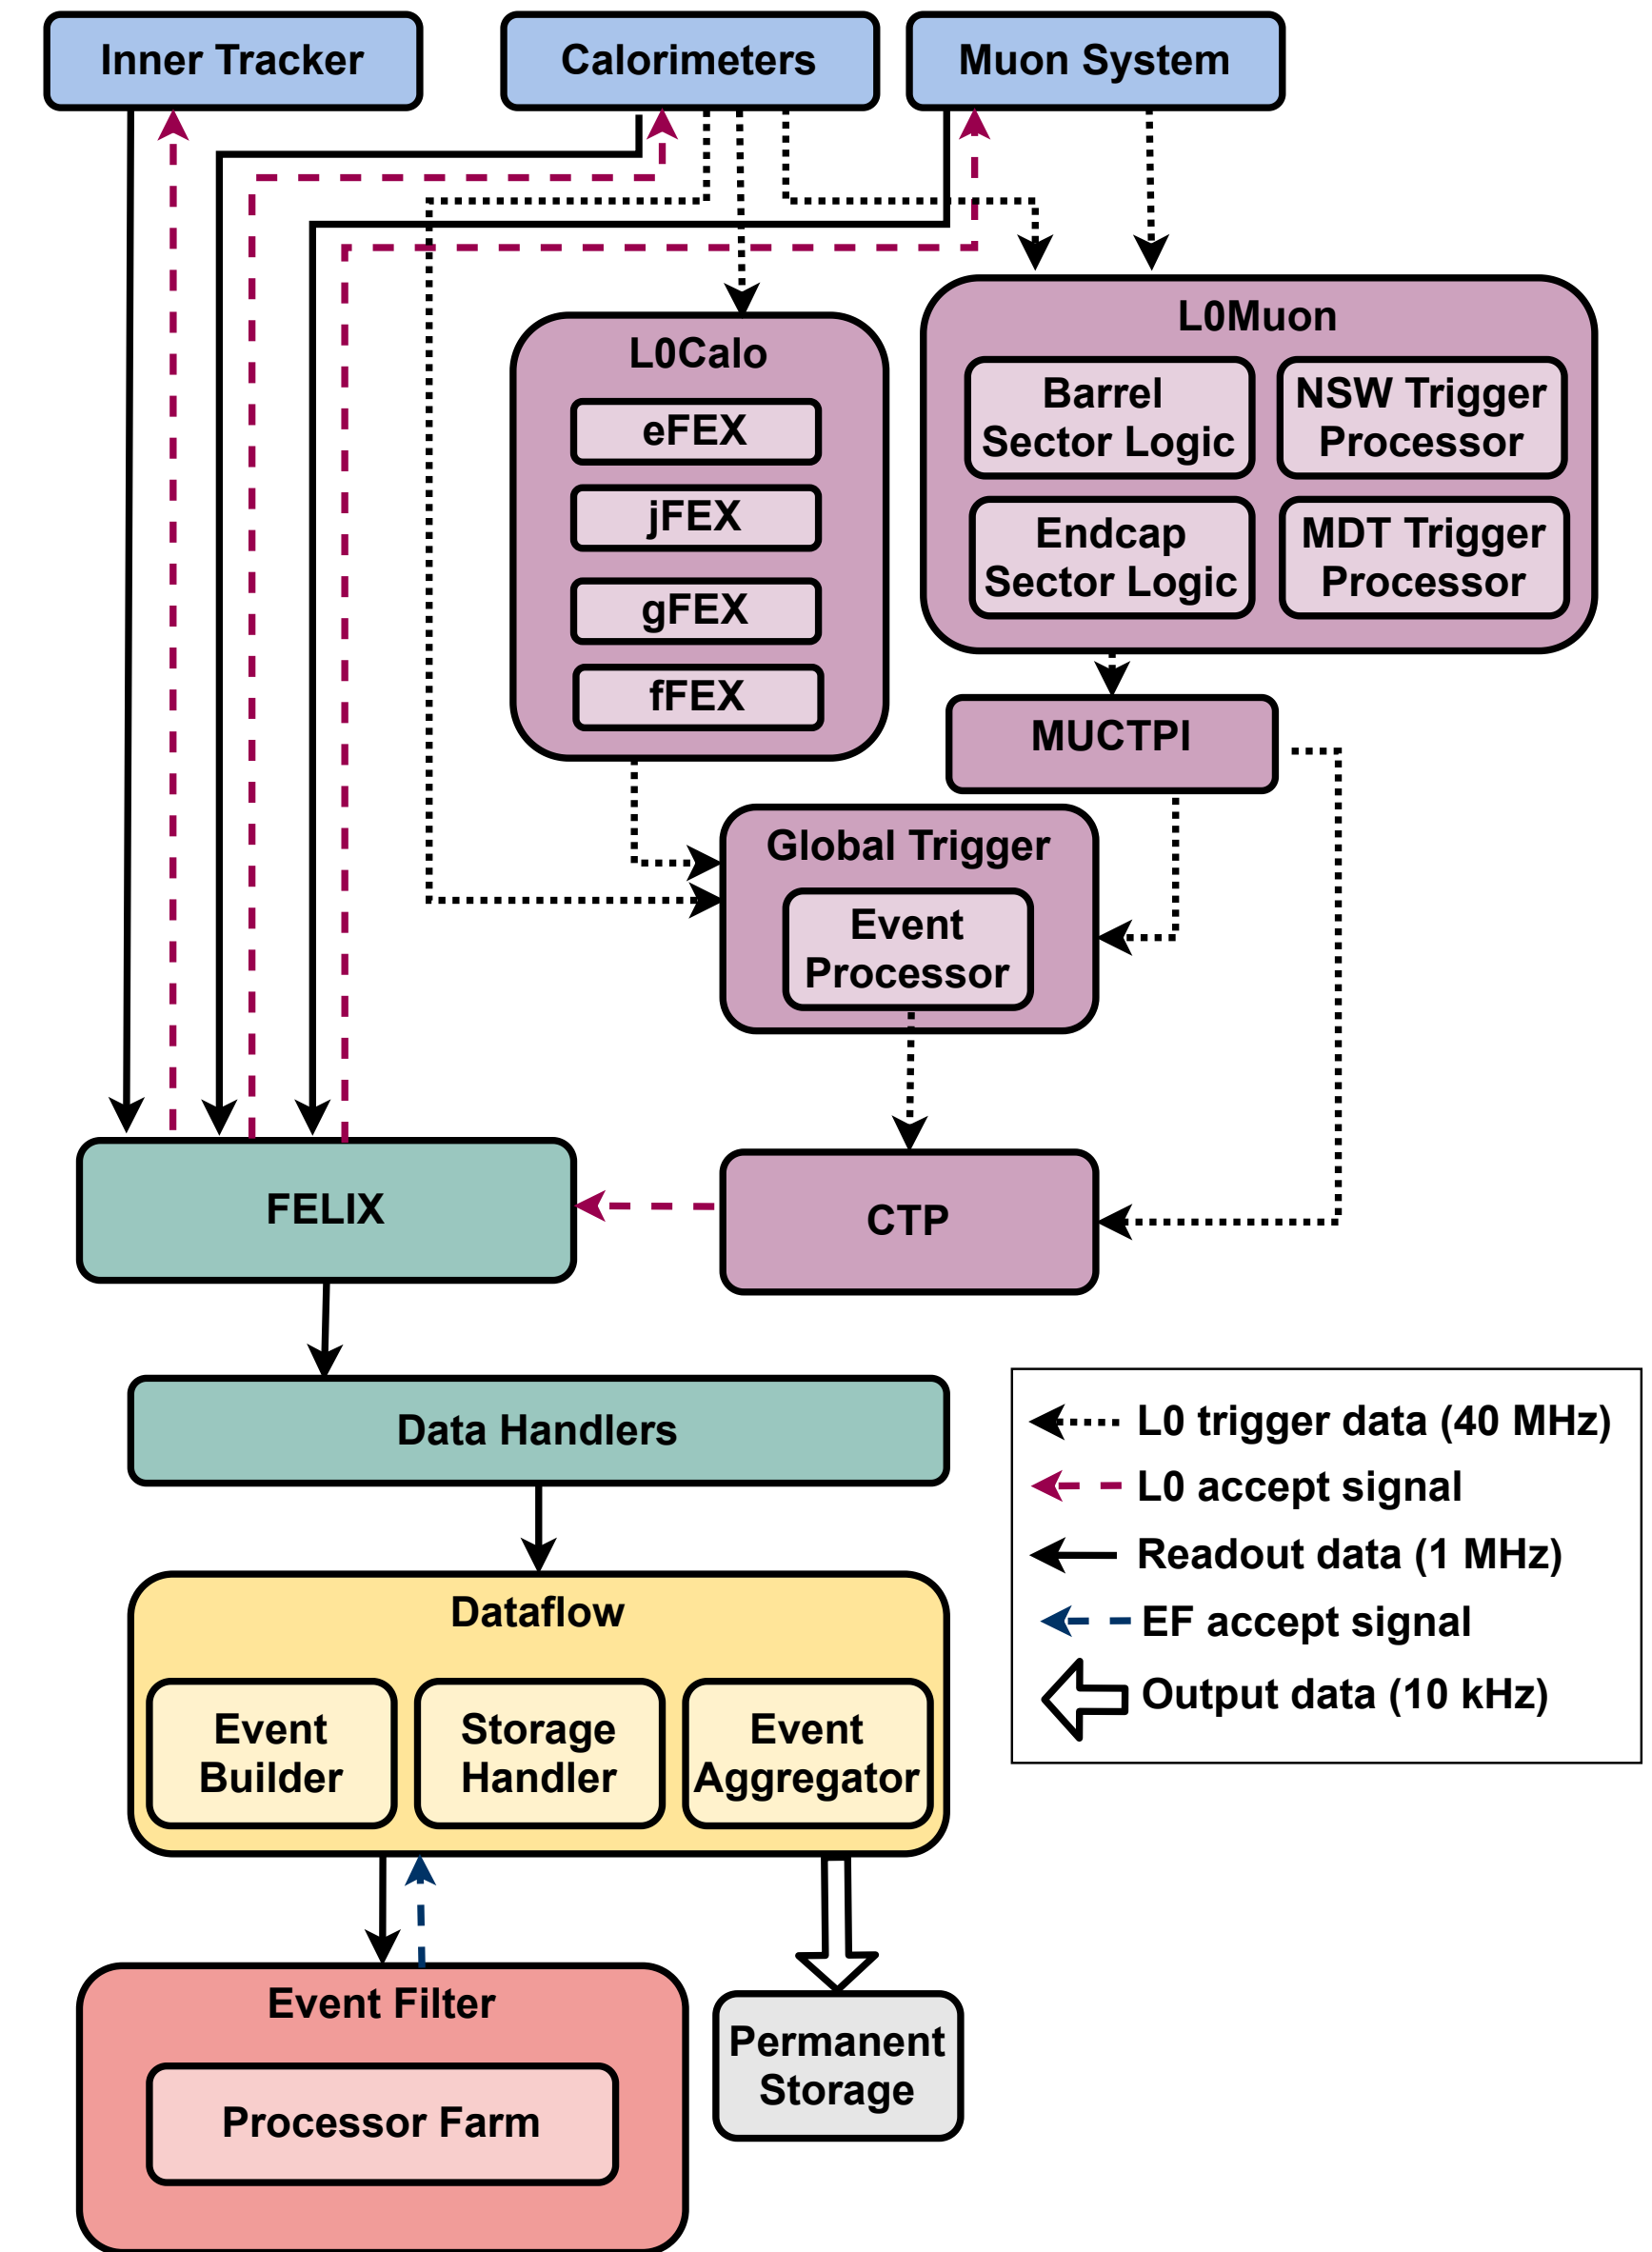 Inner Tracker
Calorimeters
Muon System
L0Calo
eFEX
jFEX
gFEX
fFEX
L0Muon
Barrel
Sector Logic
NSW Trigger
Processor
Endcap
Sector Logic
MDT Trigger
Processor
MUCTPI
Global Trigger
Event
Processor
FELIX
CTP
Data Handlers
L0 trigger data (40 MHz)
L0 accept signal
Readout data (1 MHz)
EF accept signal
Output data (10 kHz)
Dataflow
Event
Builder
Storage
Handler
Event
Aggregator
Event Filter
Processor Farm
Permanent
Storage